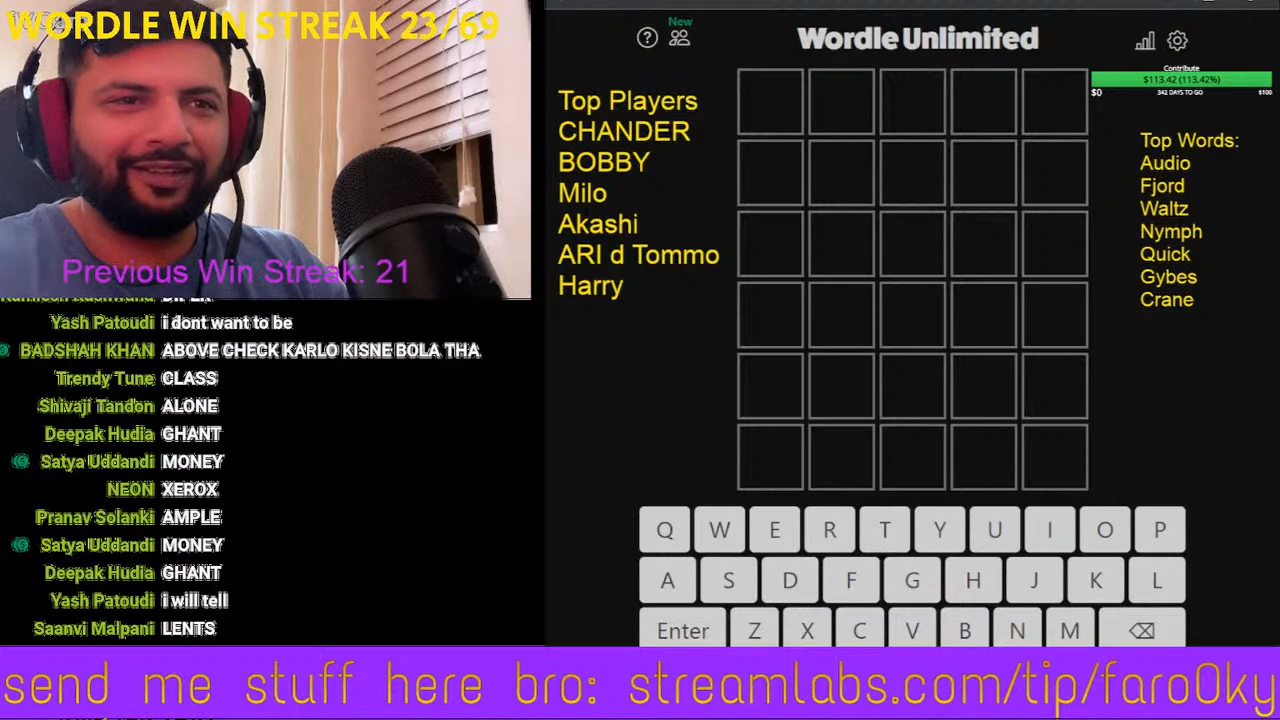 WORDLE WIN STREAK 23/69
Previous Win Streak: 21
Yash Patoudi i dont want to be
BADSHAH KHAN ABOVE CHECK KARLO KISNE BOLA THA
Trendy Tune CLASS
Shivaji Tandon ALONE
Deepak Hudia GHANT
Satya Uddandi MONEY
NEON XEROX
Pranav Solanki AMPLE
Satya Uddandi MONEY
Deepak Hudia GHANT
Yash Patoudi i will tell
Saanvi Malpani LENTS
New
Wordle Unlimited
Top Players
CHANDER
BOBBY
Milo
Akashi
ARI d Tommo
Harry
Contribute
$113.42 (113.42%)
$0 342 DAYS TO GO $100
Top Words:
Audio
Fjord
Waltz
Nymph
Quick
Gybes
Crane
Q W E R T Y U I O P
A S D F G H J K L
Enter Z X C V B N M
send me stuff here bro: streamlabs.com/tip/faro0ky